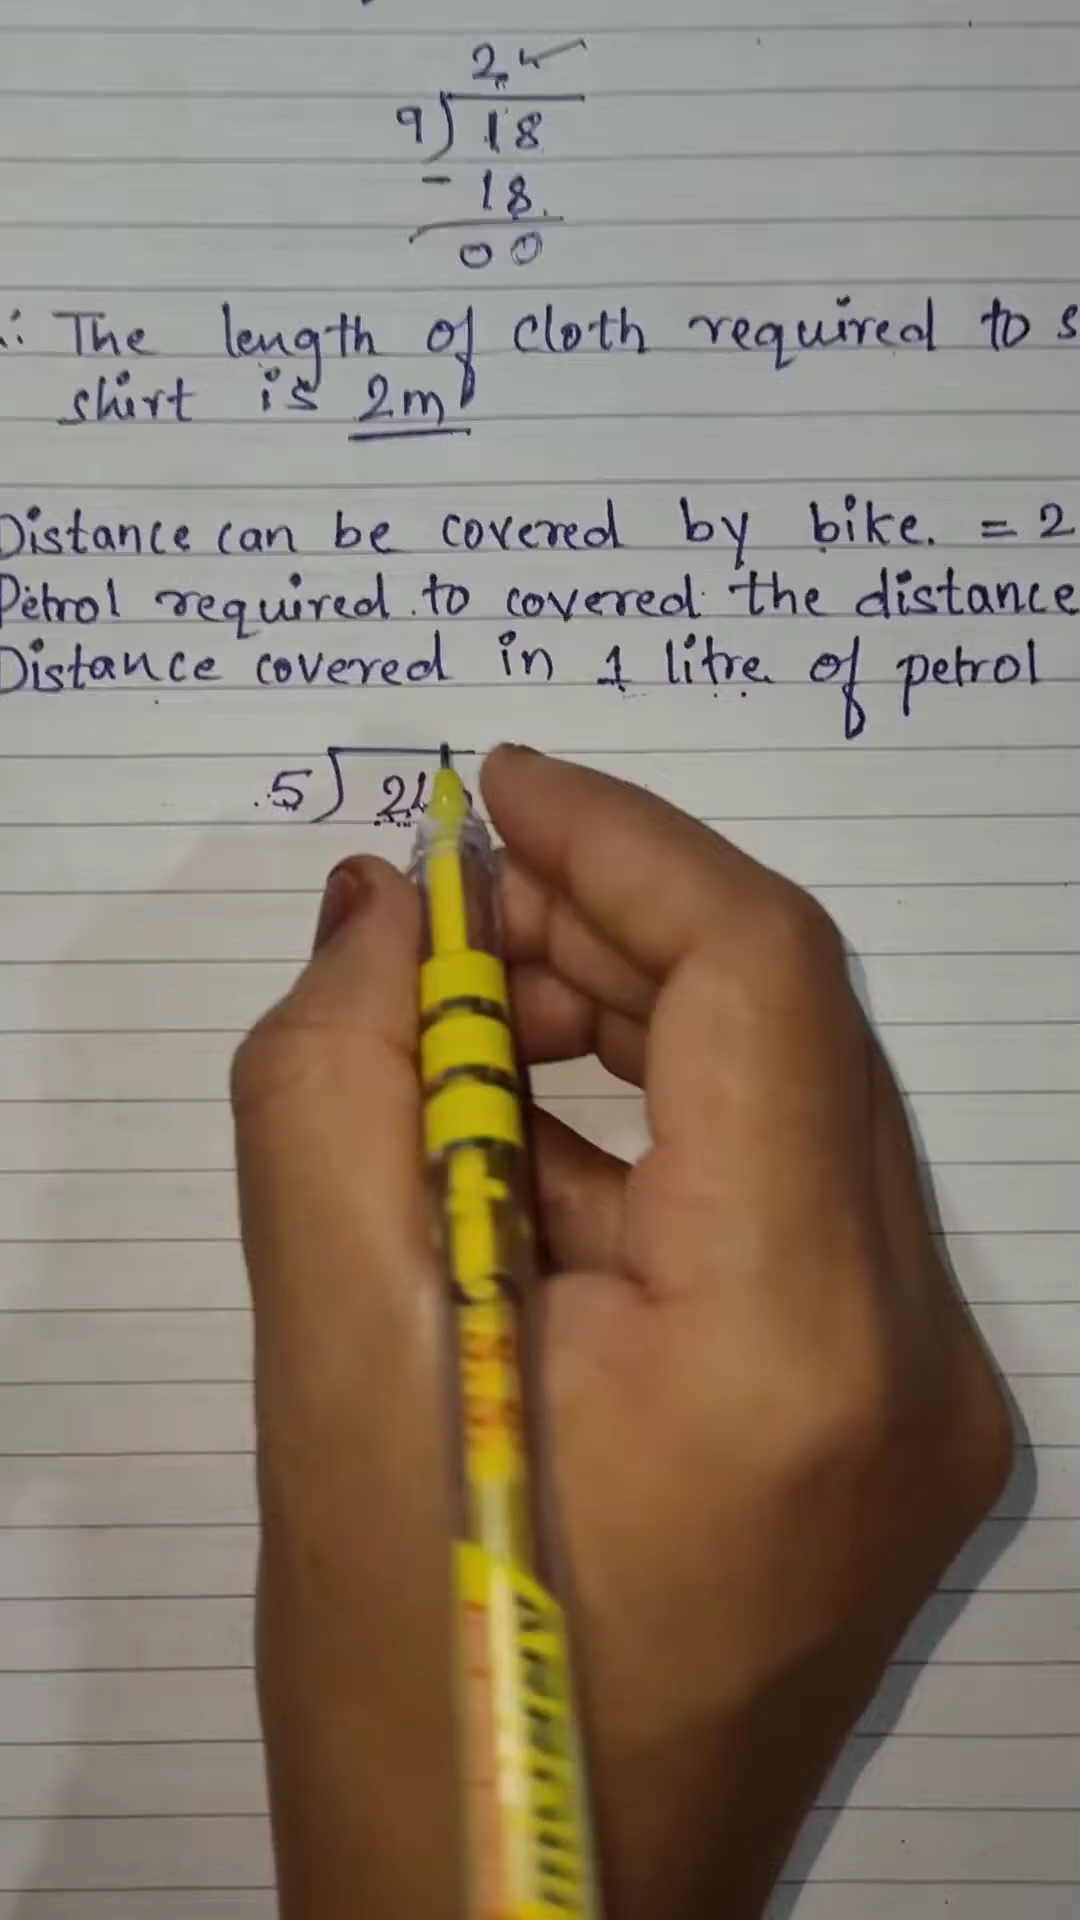 2
9) 18
- 18
00
∴ The length of cloth required to s
shirt is 2m
Distance can be covered by bike. = 2
Petrol required to covered the distance
Distance covered in 1 litre of petrol
5) 24